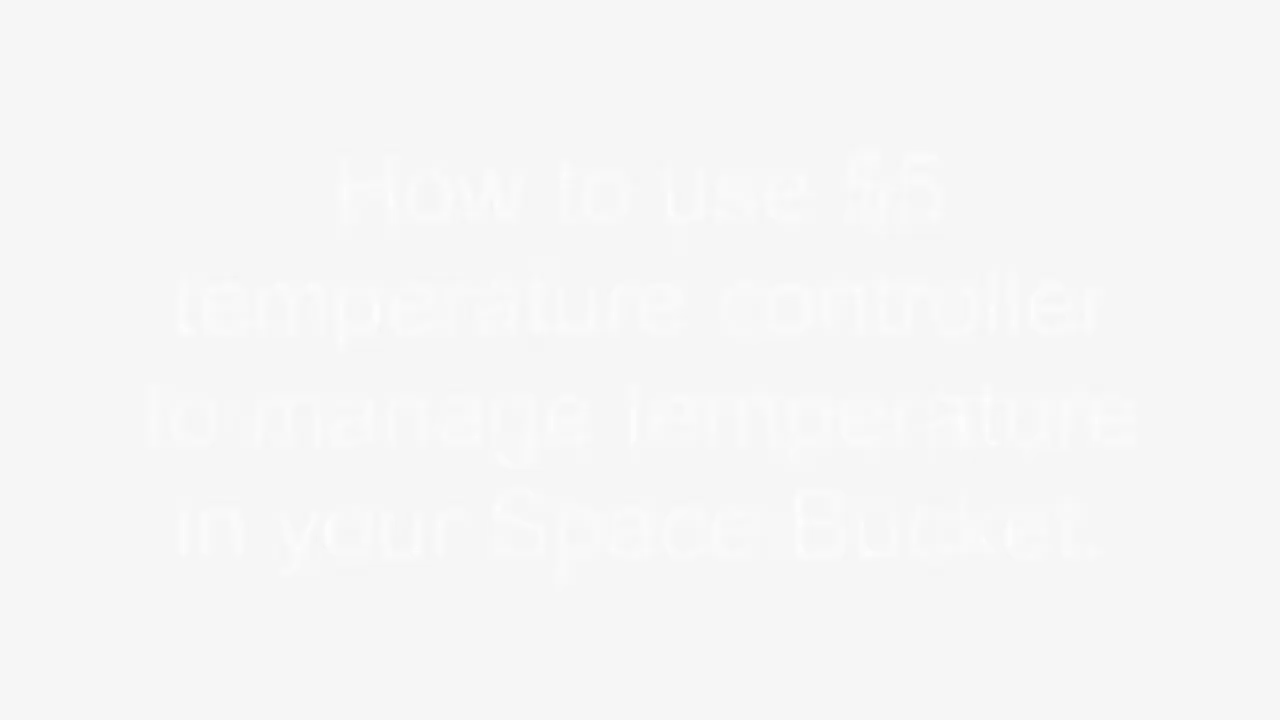 How to use $5
temperature controller
to manage temperature
in your Space Bucket.